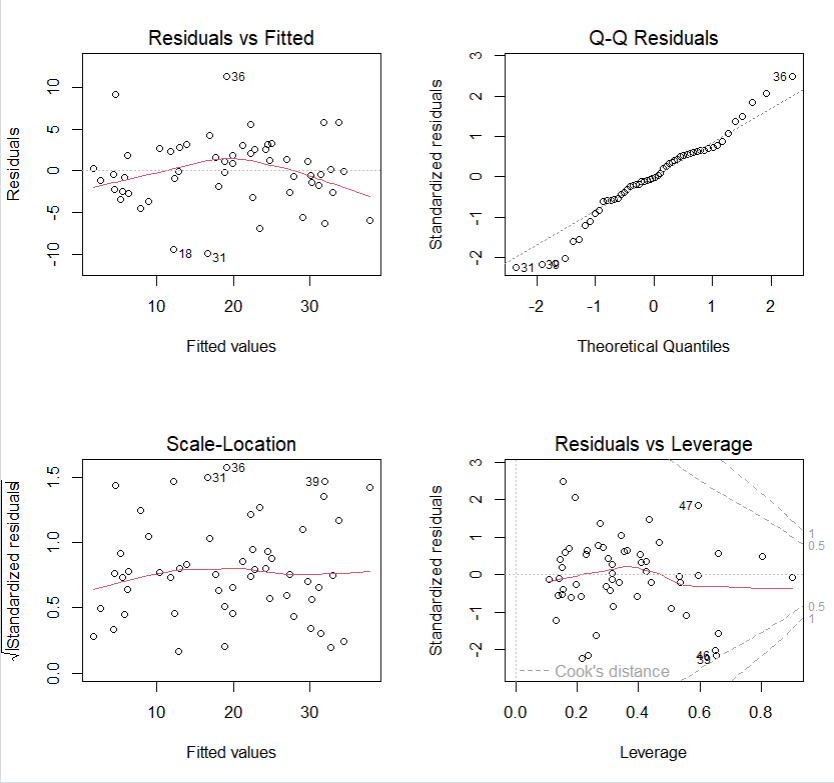 Residuals vs Fitted
Residuals
10
5
0
-5
-10
36
18
31
10 20 30
Fitted values
Q-Q Residuals
Standardized residuals
3
2
1
0
-1
-2
36
31
39
-2 -1 0 1 2
Theoretical Quantiles
Scale-Location
√|Standardized residuals|
1.5
1.0
0.5
0.0
36
31
39
10 20 30
Fitted values
Residuals vs Leverage
Standardized residuals
3
2
1
0
-1
-2
47
46
39
1
0.5
0.5
1
Cook's distance
0.0 0.2 0.4 0.6 0.8
Leverage